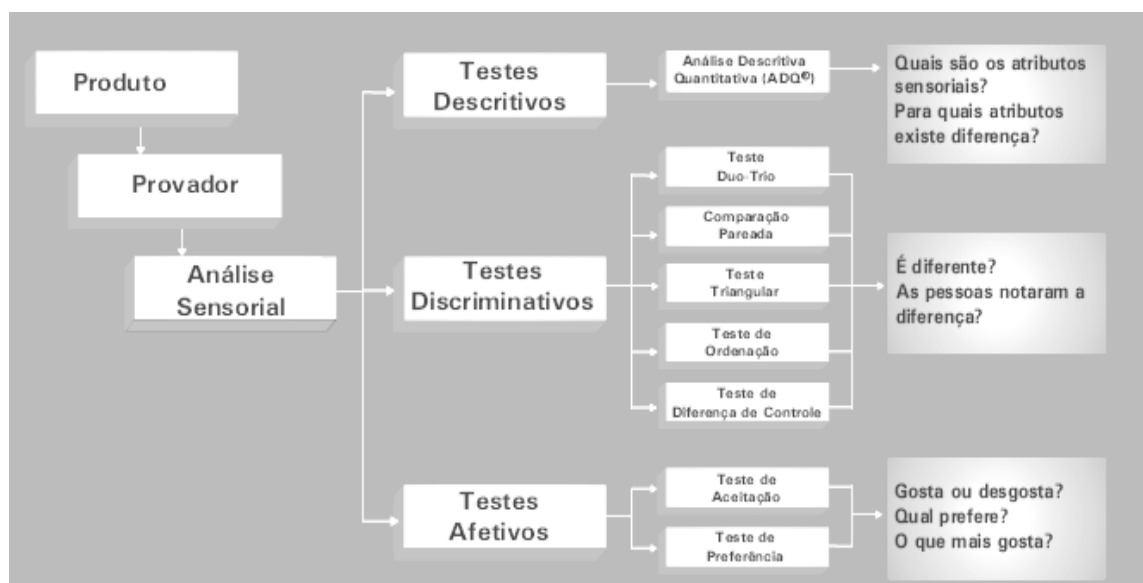 Produto
Provador
Análise
Sensorial
Testes
Descritivos
Análise Descritiva
Quantitativa (ADQ®)
Quais são os atributos
sensoriais?
Para quais atributos
existe diferença?
Testes
Discriminativos
Teste
Duo-Trio
Comparação
Pareada
Teste
Triangular
Teste de
Ordenação
Teste de
Diferença de Controle
É diferente?
As pessoas notaram a
diferença?
Testes
Afetivos
Teste de
Aceitação
Teste de
Preferência
Gosta ou desgosta?
Qual prefere?
O que mais gosta?